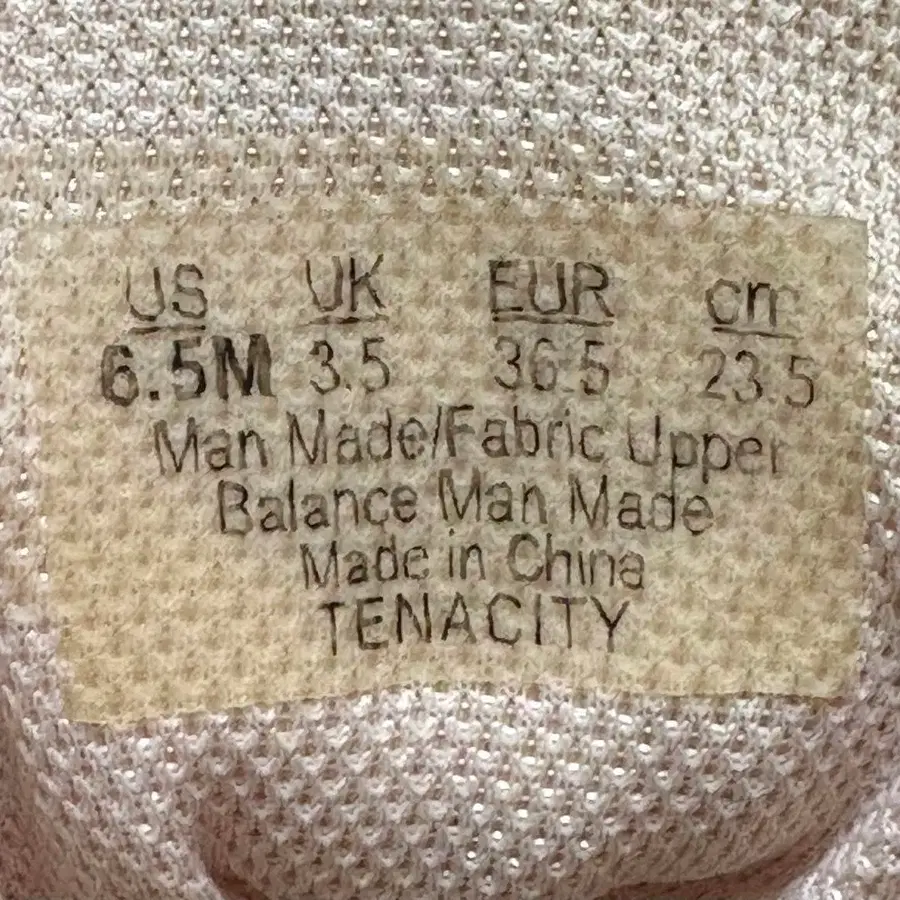 US UK EUR cm
6.5M 3.5 36.5 23.5
Man Made/Fabric Upper
Balance Man Made
Made in China
TENACITY